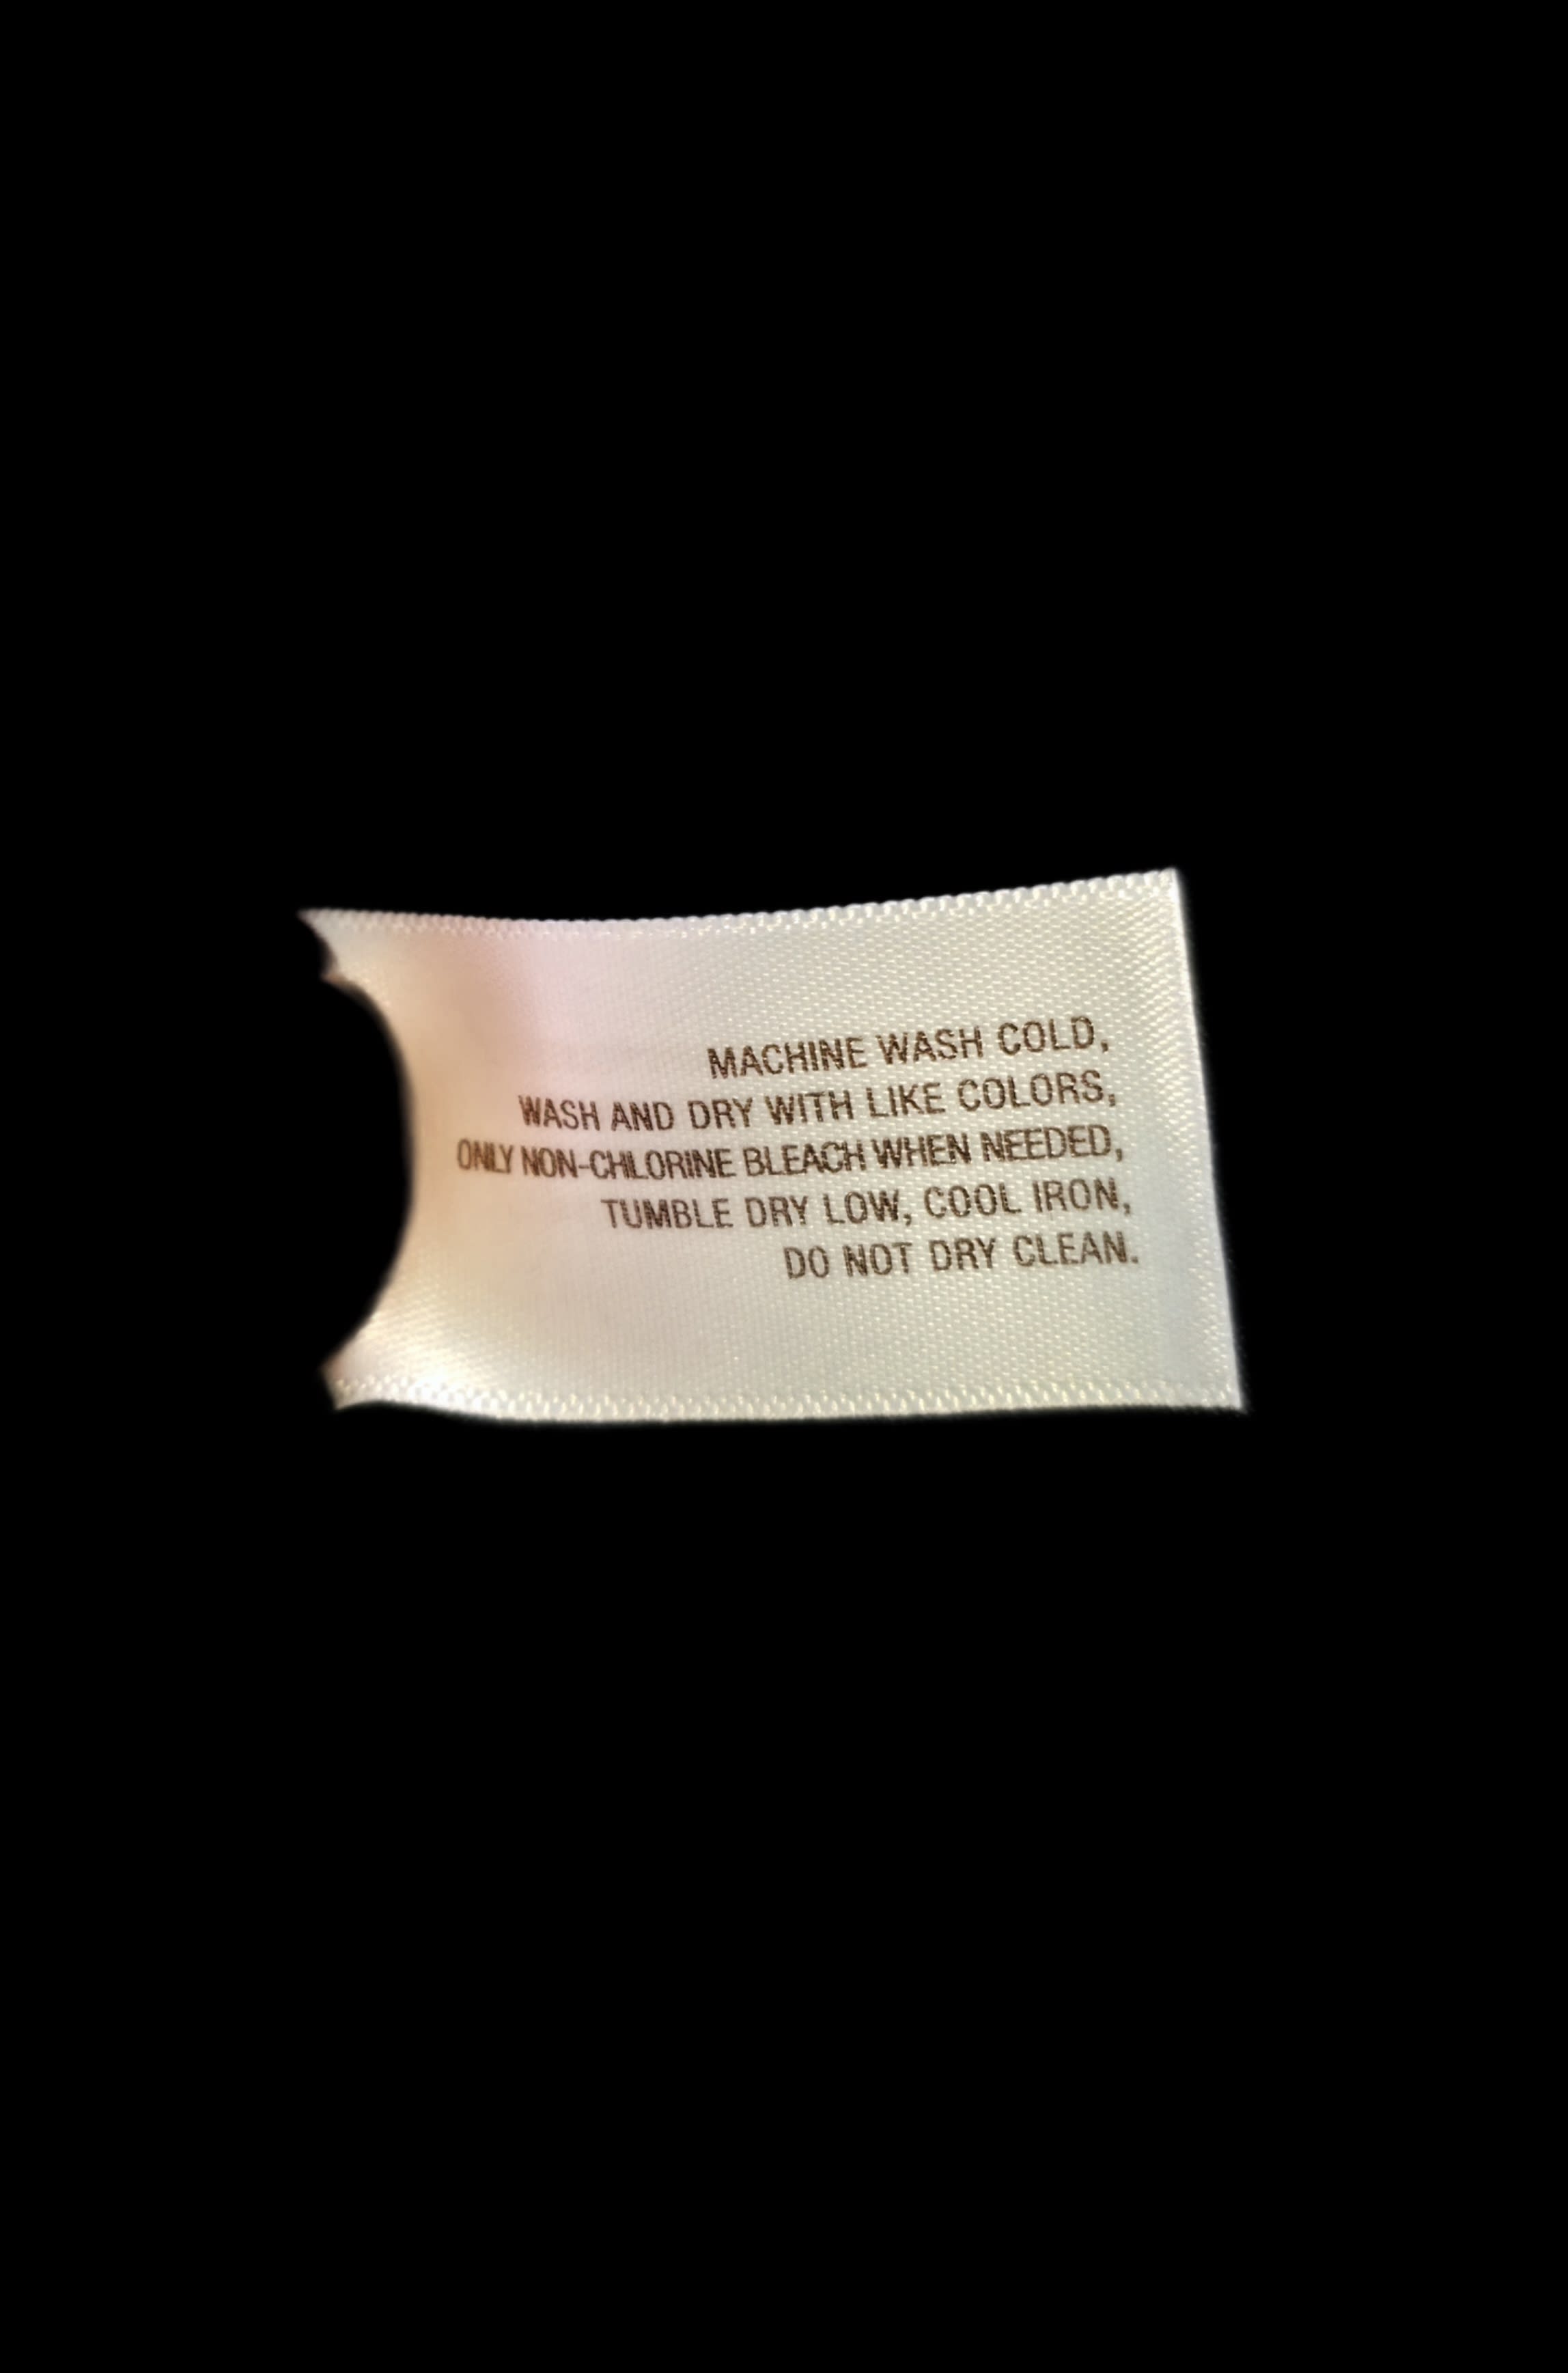 MACHINE WASH COLD,
WASH AND DRY WITH LIKE COLORS,
ONLY NON-CHLORINE BLEACH WHEN NEEDED,
TUMBLE DRY LOW, COOL IRON,
DO NOT DRY CLEAN.